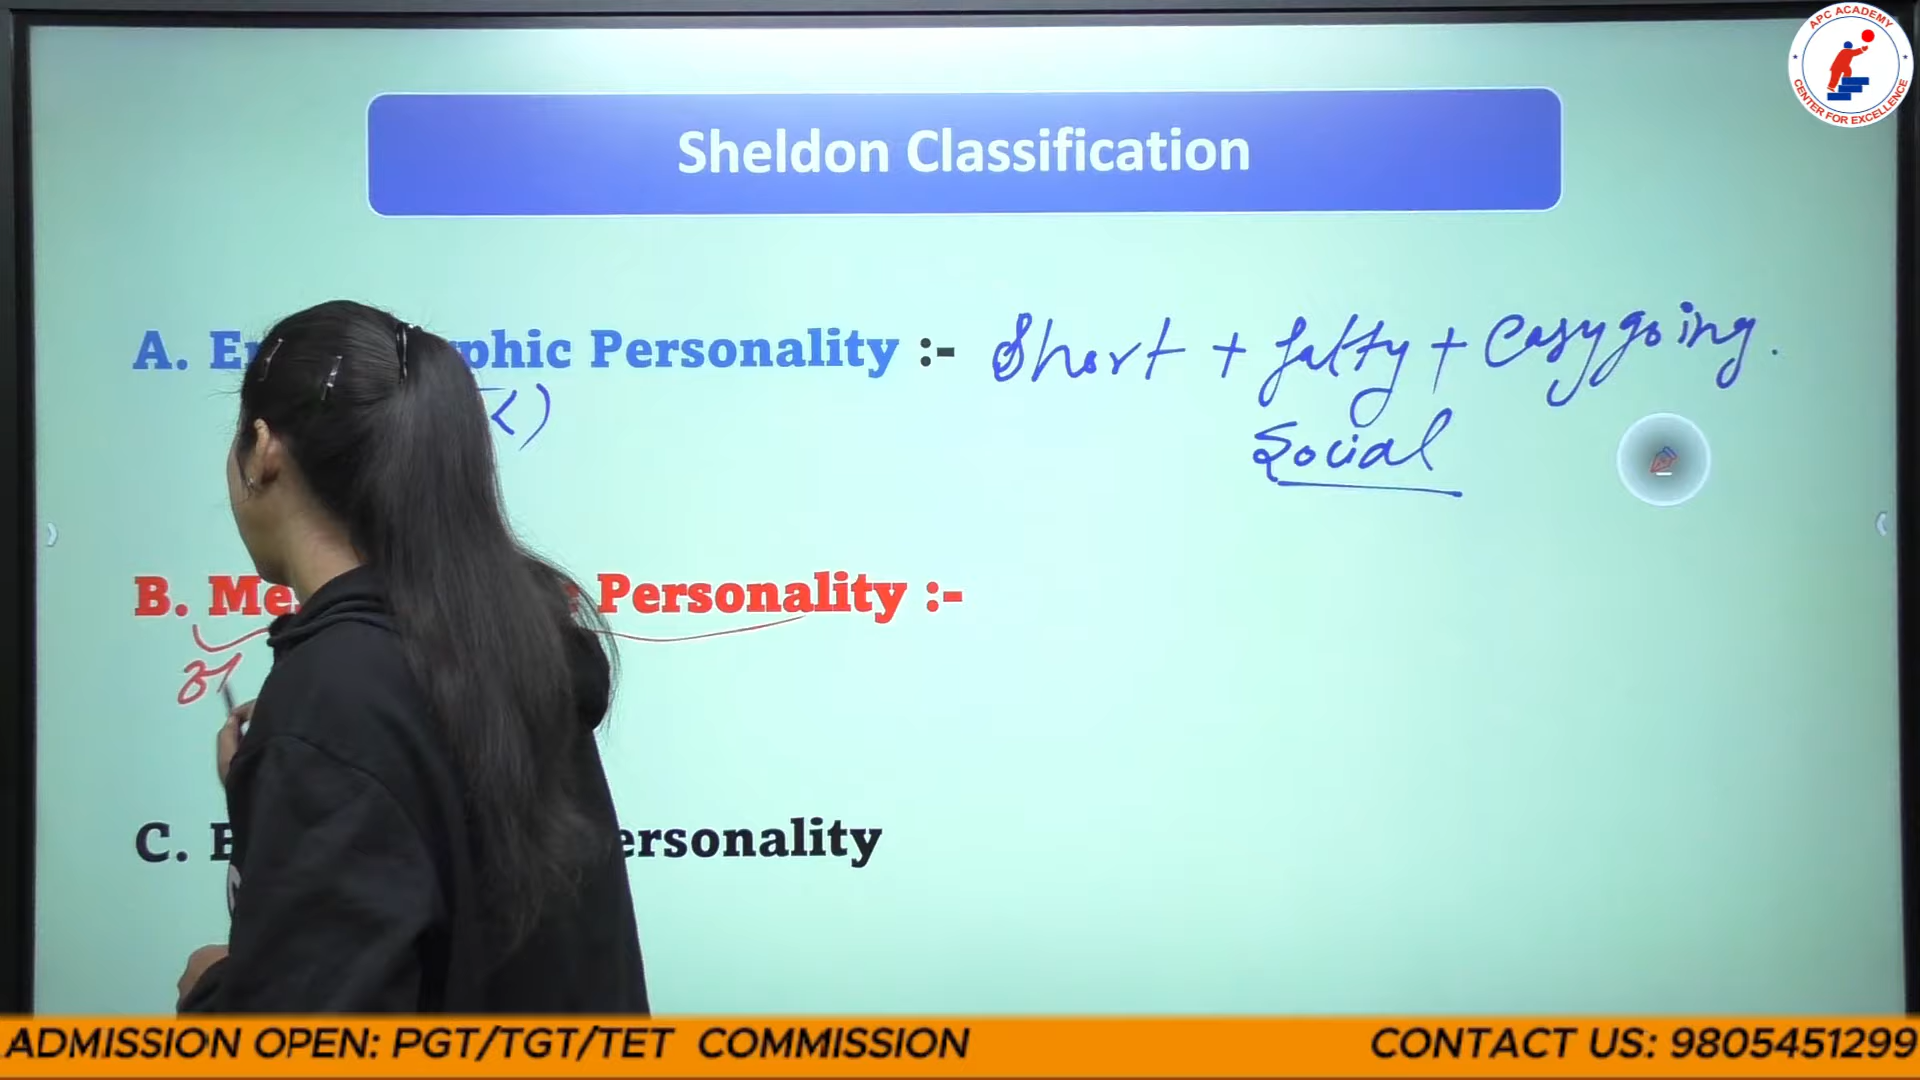 APC ACADEMY
CENTER FOR EXCELLENCE
Sheldon Classification
A. E phic Personality :- Short + fatty + easygoing.
Social
B. Me Personality :-
C. E ersonality
ADMISSION OPEN: PGT/TGT/TET COMMISSION
CONTACT US: 9805451299